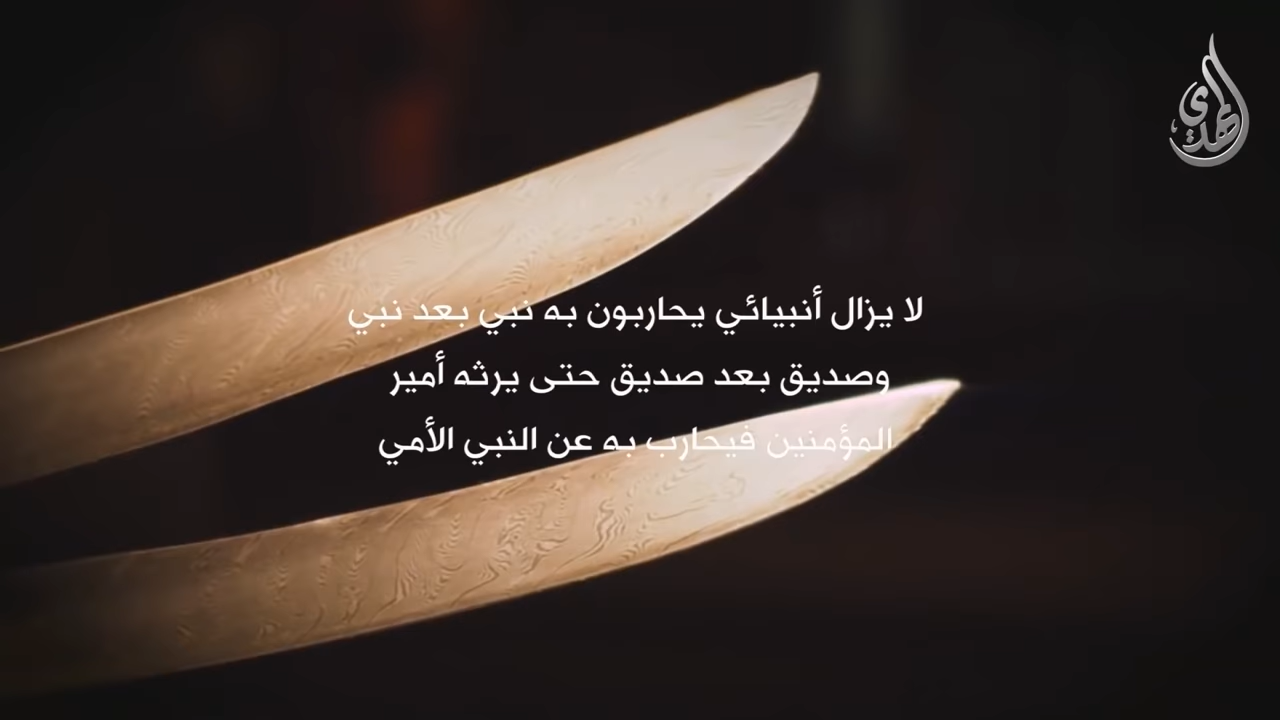 المهدي
لا يزال أنبيائي يحاربون به نبي بعد نبي
وصديق بعد صديق حتى يرثه أمير
المؤمنين فيحارب به عن النبي الأمي